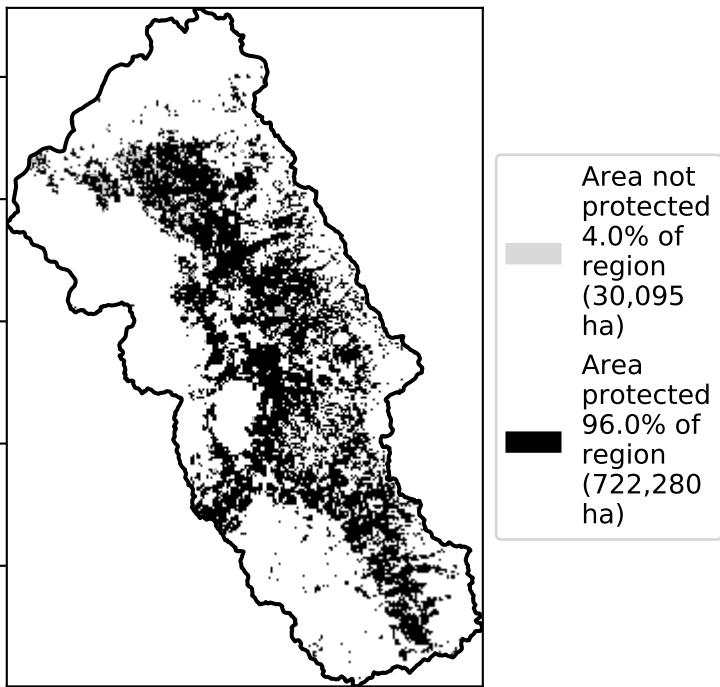 Area not
protected
4.0% of
region
(30,095
ha)
Area
protected
96.0% of
region
(722,280
ha)